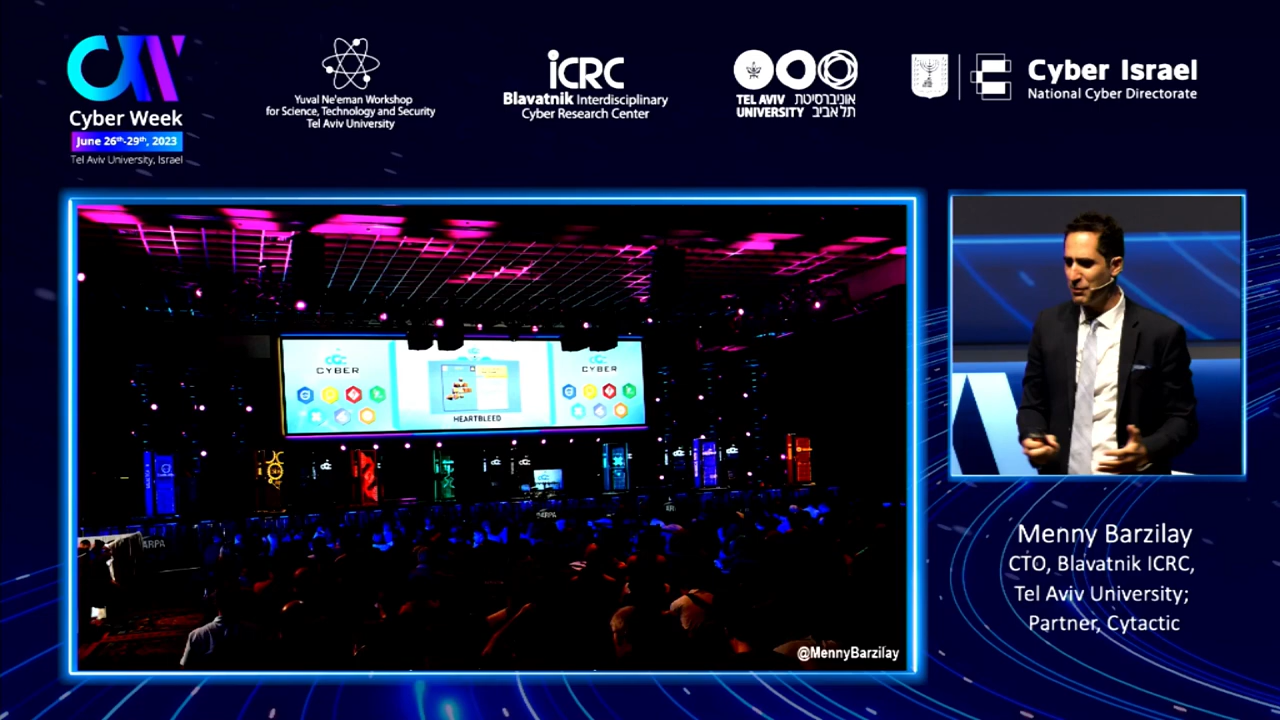 Cyber Week
June 26th-29th, 2023
Tel Aviv University, Israel
Yuval Ne'eman Workshop
for Science, Technology and Security
Tel Aviv University
iCRC
Blavatnik Interdisciplinary
Cyber Research Center
TEL AVIV
UNIVERSITY
אוניברסיטת
תל אביב
Cyber Israel
National Cyber Directorate
CYBER
CYBER
HEARTBLEED
ARPA
@MennyBarzilay
Menny Barzilay
CTO, Blavatnik ICRC,
Tel Aviv University;
Partner, Cytactic